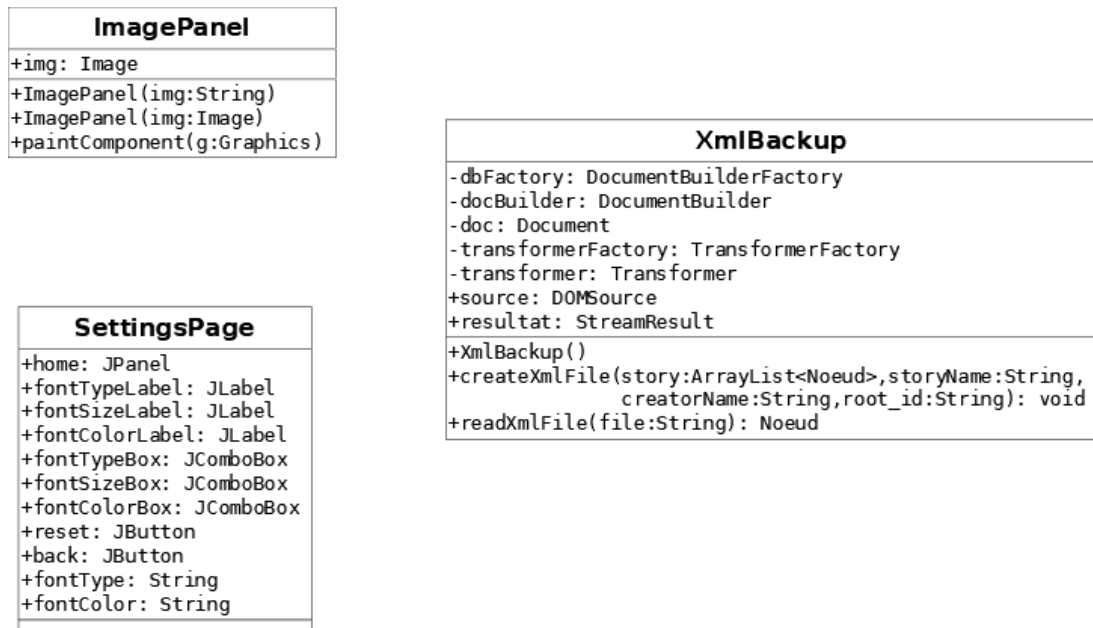 ImagePanel
+img: Image
+ImagePanel(img:String)
+ImagePanel(img:Image)
+paintComponent(g:Graphics)
XmlBackup
-dbFactory: DocumentBuilderFactory
-docBuilder: DocumentBuilder
-doc: Document
-transformerFactory: TransformerFactory
-transformer: Transformer
+source: DOMSource
+resultat: StreamResult
+XmlBackup()
+createXmlFile(story:ArrayList<Noeud>,storyName:String,
creatorName:String,root_id:String): void
+readXmlFile(file:String): Noeud
SettingsPage
+home: JPanel
+fontTypeLabel: JLabel
+fontSizeLabel: JLabel
+fontColorLabel: JLabel
+fontTypeBox: JComboBox
+fontSizeBox: JComboBox
+fontColorBox: JComboBox
+reset: JButton
+back: JButton
+fontType: String
+fontColor: String